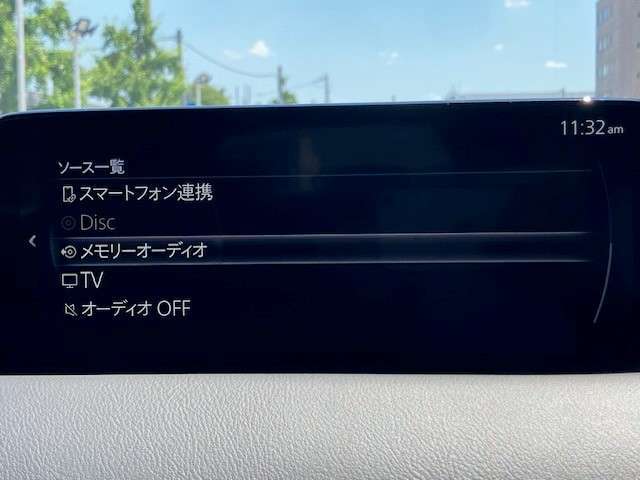 11:32am
ソース一覧
スマートフォン連携
Disc
メモリーオーディオ
TV
オーディオ OFF